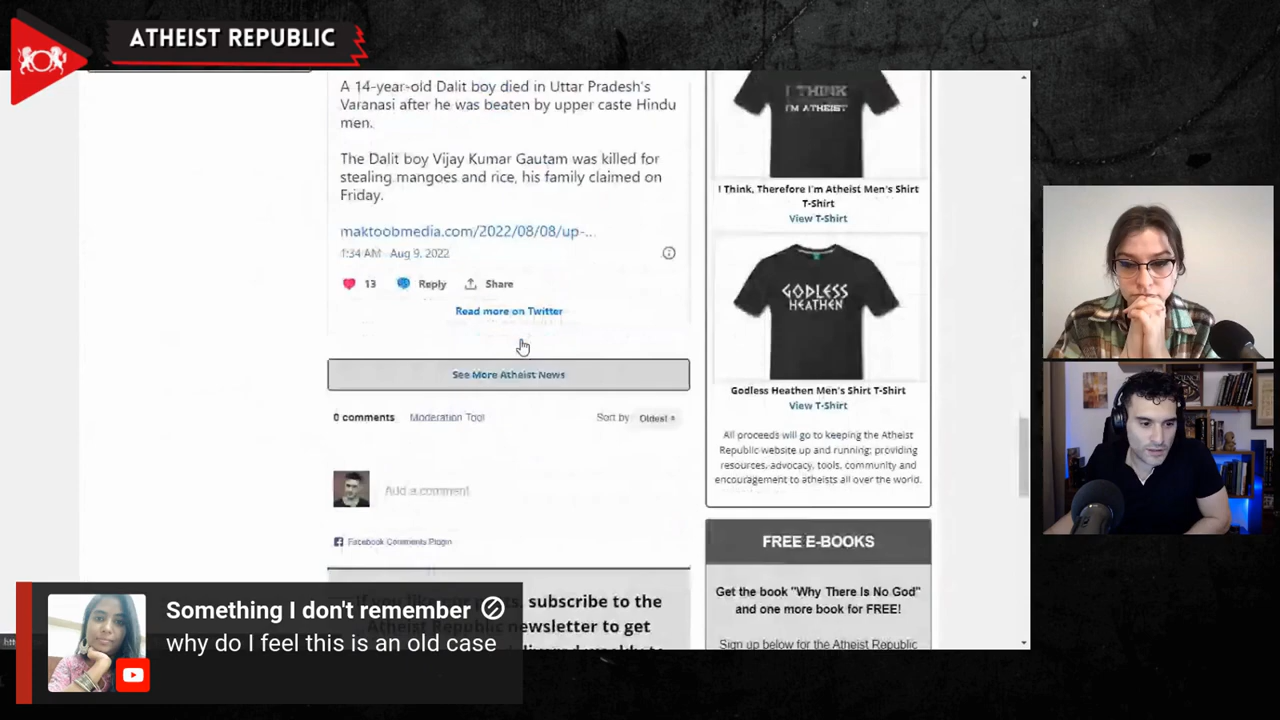 ATHEIST REPUBLIC
A 14-year-old Dalit boy died in Uttar Pradesh's
Varanasi after he was beaten by upper caste Hindu
men.
The Dalit boy Vijay Kumar Gautam was killed for
stealing mangoes and rice, his family claimed on
Friday.
maktoobmedia.com/2022/08/08/up-...
1:34 AM Aug 9, 2022
13 Reply Share
Read more on Twitter
See More Atheist News
0 comments Moderation Tool Sort by Oldest
Add a comment
Facebook Comments Plugin
subscribe to the
Atheist Republic newsletter to get
I THINK
I'M ATHEIST
I Think, Therefore I'm Atheist Men's Shirt
T-Shirt
View T-Shirt
GODLESS
HEATHEN
Godless Heathen Men's Shirt T-Shirt
View T-Shirt
All proceeds will go to keeping the Atheist
Republic website up and running; providing
resources, advocacy, tools, community and
encouragement to atheists all over the world.
FREE E-BOOKS
Get the book "Why There Is No God"
and one more book for FREE!
Sign up below for the Atheist Republic
Something I don't remember
why do I feel this is an old case